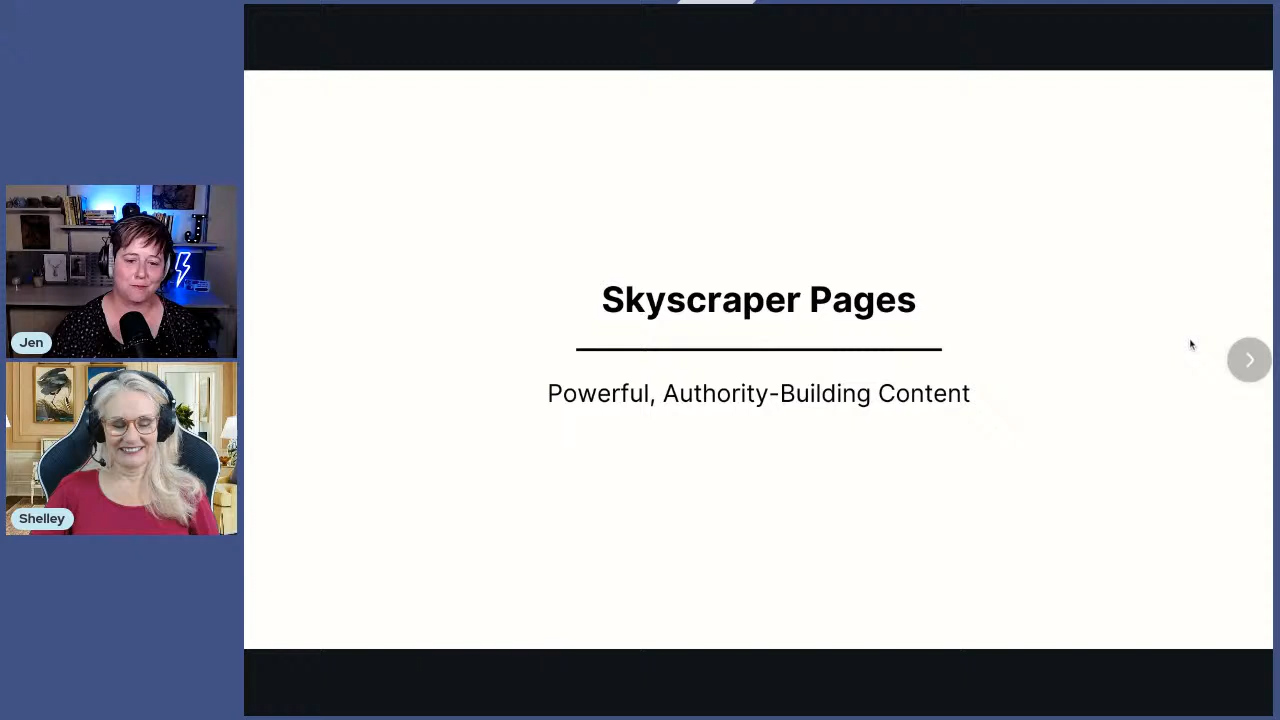 Skyscraper Pages
Powerful, Authority-Building Content
J
Jen
Shelley